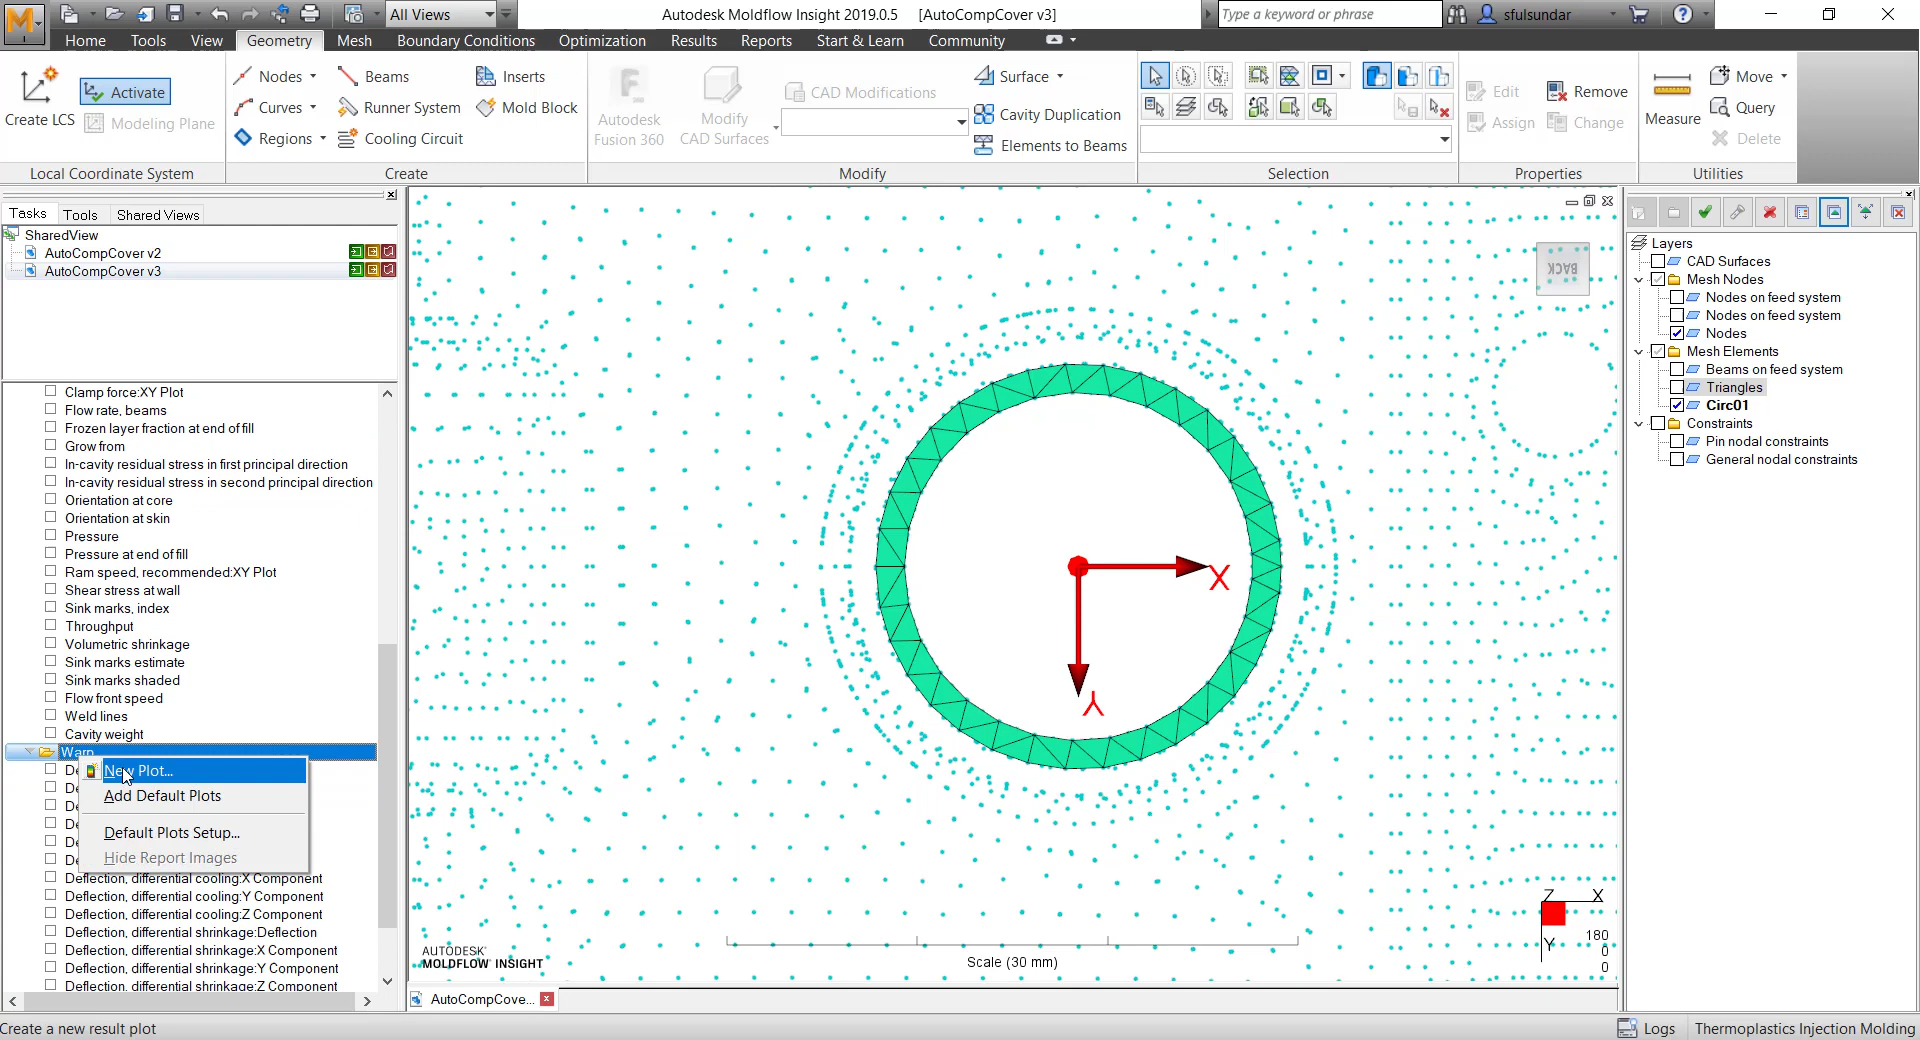 All Views
Autodesk Moldflow Insight 2019.0.5 [AutoCompCover v3]
Type a keyword or phrase
sfulsundar
Home Tools View Geometry Mesh Boundary Conditions Optimization Results Reports Start & Learn Community
Create LCS
Activate
Modeling Plane
Local Coordinate System
Nodes
Curves
Regions
Beams
Runner System
Cooling Circuit
Inserts
Mold Block
Create
Autodesk
Fusion 360
Modify
CAD Surfaces
CAD Modifications
Surface
Cavity Duplication
Elements to Beams
Modify
Selection
Edit
Assign
Remove
Change
Properties
Measure
Move
Query
Delete
Utilities
Tasks Tools Shared Views
SharedView
AutoCompCover v2
AutoCompCover v3
Clamp force:XY Plot
Flow rate, beams
Frozen layer fraction at end of fill
Grow from
In-cavity residual stress in first principal direction
In-cavity residual stress in second principal direction
Orientation at core
Orientation at skin
Pressure
Pressure at end of fill
Ram speed, recommended:XY Plot
Shear stress at wall
Sink marks, index
Throughput
Volumetric shrinkage
Sink marks estimate
Sink marks shaded
Flow front speed
Weld lines
Cavity weight
Warp
De
De
De
De
De
De
New Plot...
Add Default Plots
Default Plots Setup...
Hide Report Images
Deflection, differential cooling:X Component
Deflection, differential cooling:Y Component
Deflection, differential cooling:Z Component
Deflection, differential shrinkage:Deflection
Deflection, differential shrinkage:X Component
Deflection, differential shrinkage:Y Component
Deflection, differential shrinkage:Z Component
BACK
X
Y
Z X
Y
180
0
0
AUTODESK
MOLDFLOW INSIGHT
Scale (30 mm)
AutoCompCove...
Layers
CAD Surfaces
Mesh Nodes
Nodes on feed system
Nodes on feed system
Nodes
Mesh Elements
Beams on feed system
Triangles
Circ01
Constraints
Pin nodal constraints
General nodal constraints
Create a new result plot
Logs
Thermoplastics Injection Molding